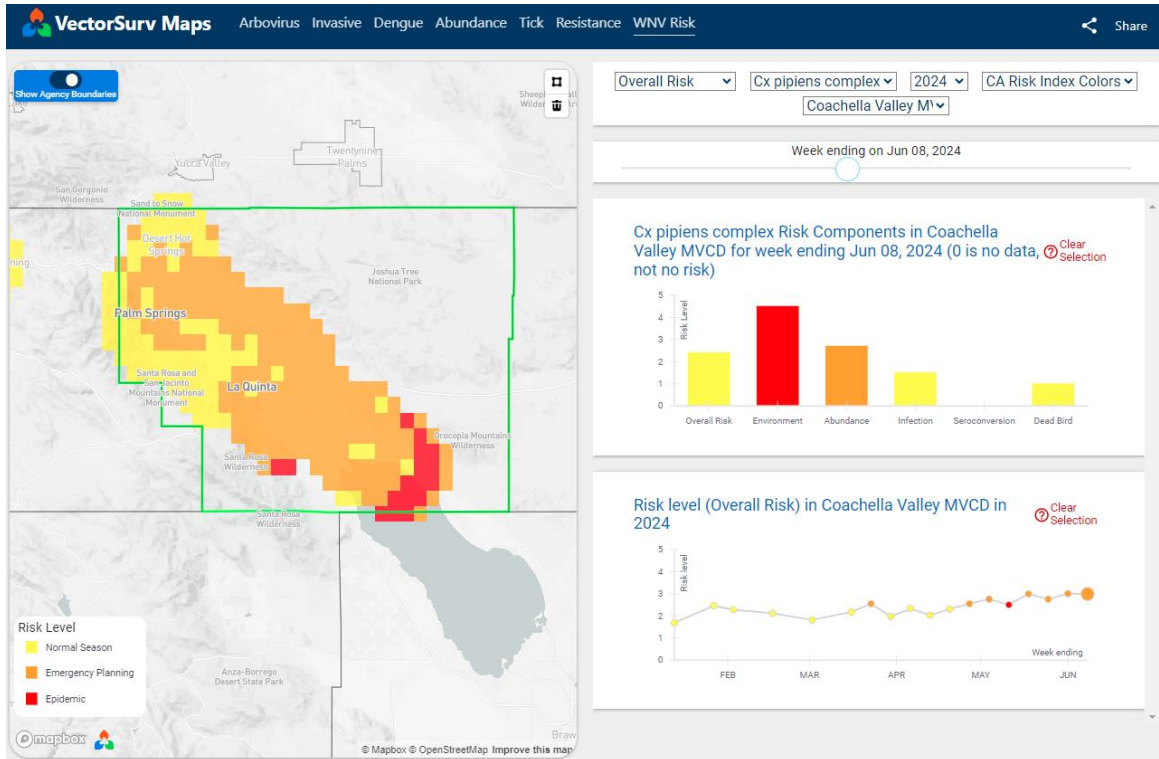 VectorSurv Maps
Arbovirus Invasive Dengue Abundance Tick Resistance WNV Risk
Share
Show Agency Boundaries
Yucca Valley
Twentynine
Palms
San Gorgonio
Wilderness
Sand to Snow
National Monument
Desert Hot
Springs
Joshua Tree
National Park
Palm Springs
Santa Rosa and
San Jacinto
Mountains National
Monument
La Quinta
Orocopia Mountains
Wilderness
Santa Rosa
Wilderness
Santa Rosa
Wilderness
Anza-Borrego
Desert State Park
Risk Level
Normal Season
Emergency Planning
Epidemic
mapbox
© Mapbox © OpenStreetMap Improve this map
Overall Risk
Cx pipiens complex
2024
CA Risk Index Colors
Coachella Valley M
Week ending on Jun 08, 2024
Cx pipiens complex Risk Components in Coachella
Valley MVCD for week ending Jun 08, 2024 (0 is no data,
not no risk)
Clear
Selection
5
4
3
2
1
0
Risk Level
Overall Risk Environment Abundance Infection Seroconversion Dead Bird
Risk level (Overall Risk) in Coachella Valley MVCD in
2024
Clear
Selection
5
4
3
2
1
0
Risk level
Week ending
FEB MAR APR MAY JUN